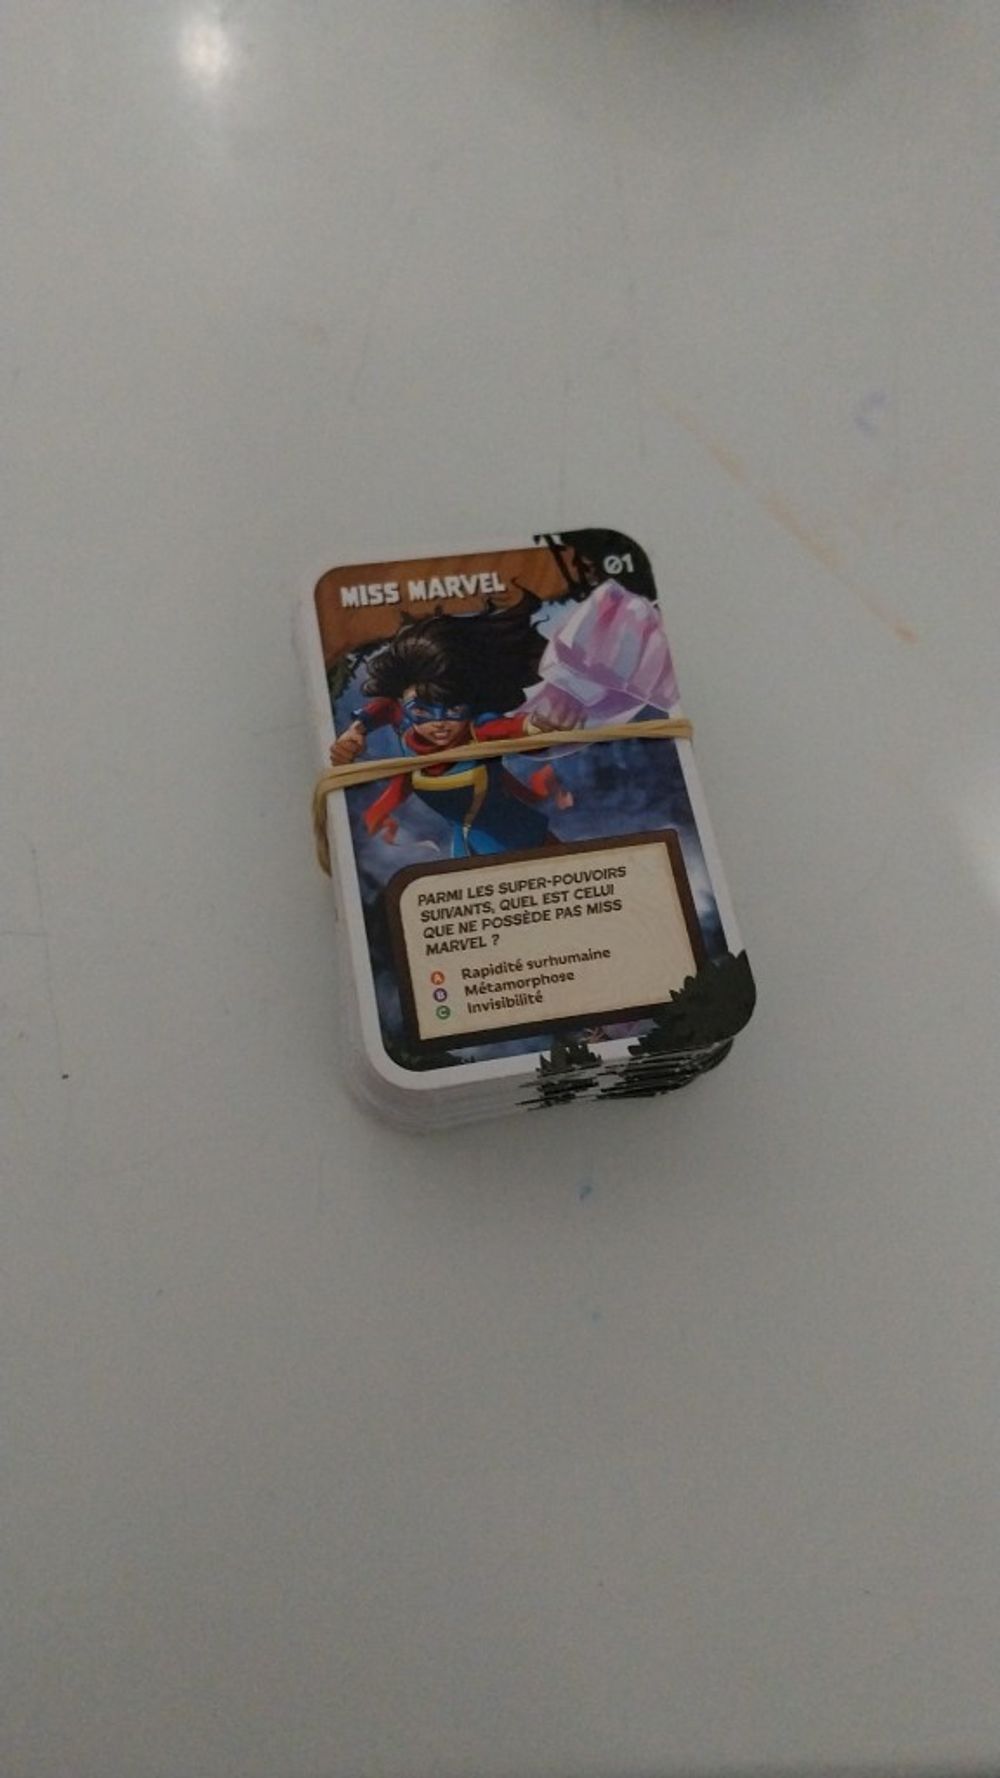 MISS MARVEL
01
PARMI LES SUPER-POUVOIRS
SUIVANTS, QUEL EST CELUI
QUE NE POSSÈDE PAS MISS
MARVEL ?
A Rapidité surhumaine
B Métamorphose
C Invisibilité